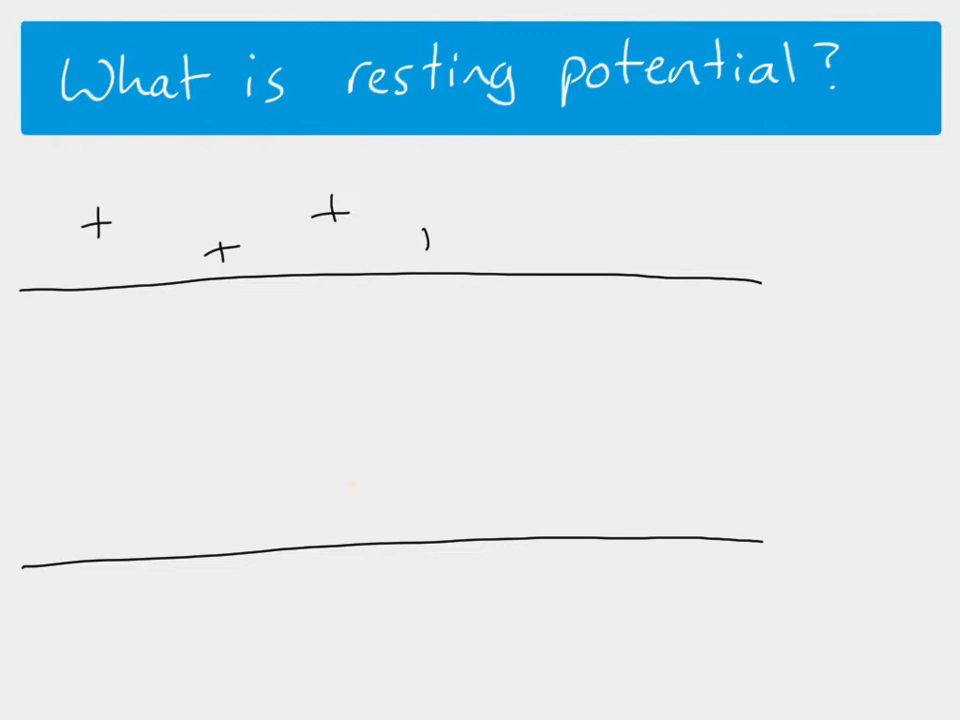 What is resting potential?
+ + +